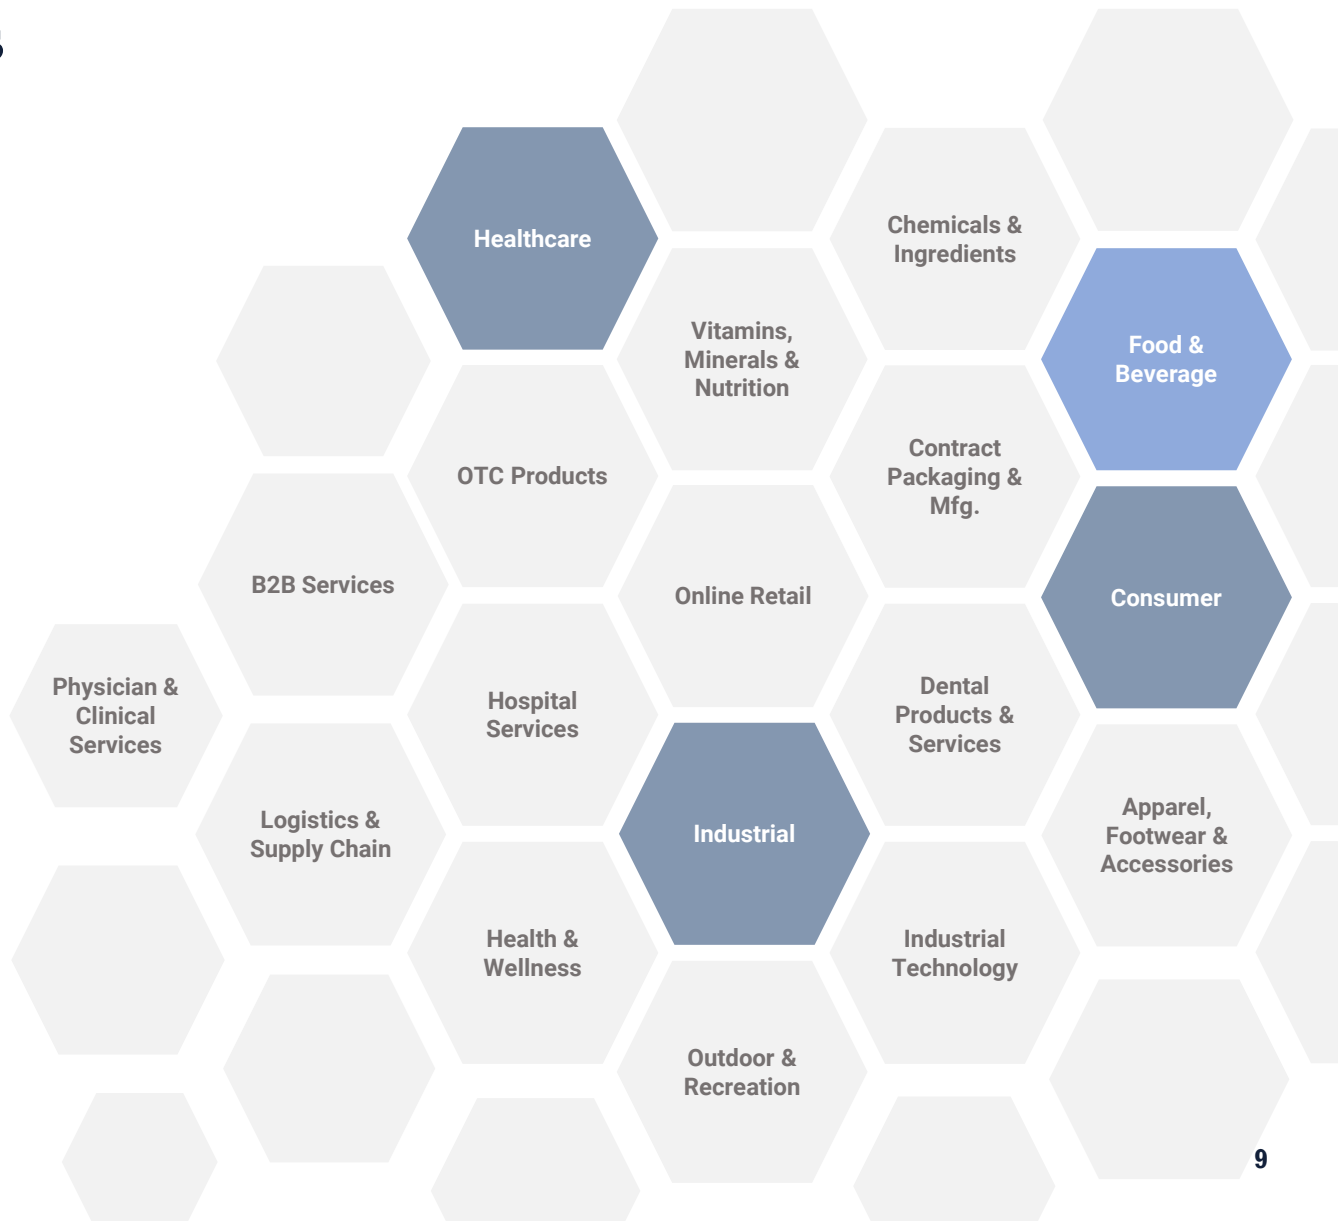 Healthcare
Chemicals &
Ingredients
Vitamins,
Minerals &
Nutrition
Food &
Beverage
OTC Products
Contract
Packaging &
Mfg.
B2B Services
Online Retail
Consumer
Physician &
Clinical
Services
Hospital
Services
Dental
Products &
Services
Logistics &
Supply Chain
Industrial
Apparel,
Footwear &
Accessories
Health &
Wellness
Industrial
Technology
Outdoor &
Recreation
9